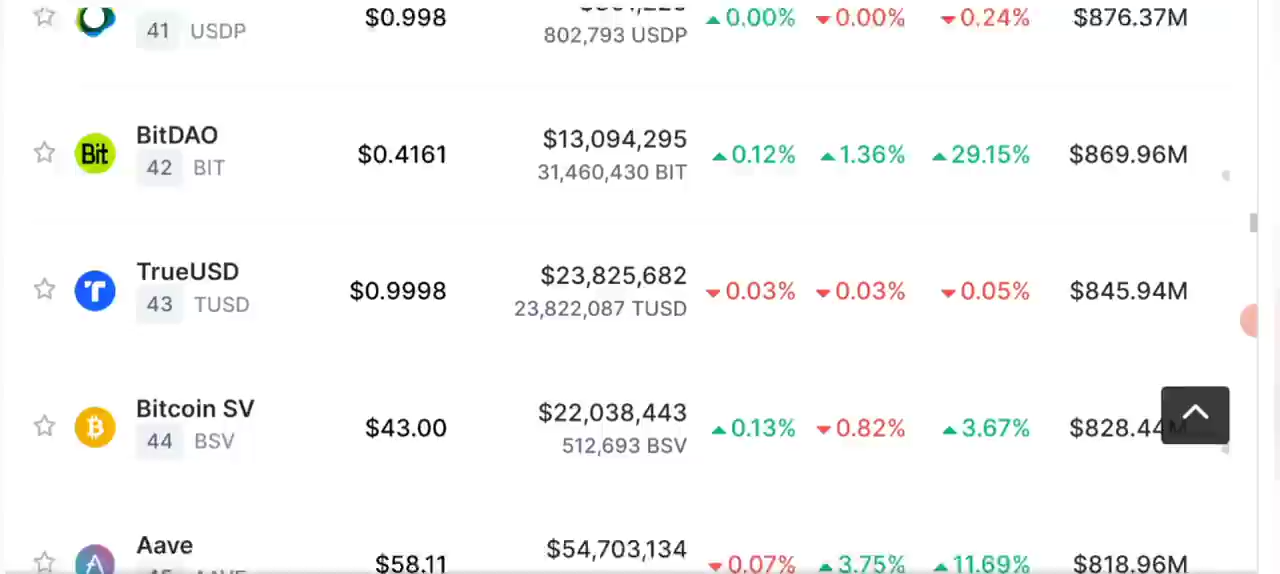 $0.998 0.00% 0.00% 0.24% $876.37M
41 USDP 802,793 USDP
BitDAO $13,094,295
Bit $0.4161 0.12% 1.36% 29.15% $869.96M
42 BIT 31,460,430 BIT
TrueUSD $23,825,682
$0.9998 0.03% 0.03% 0.05% $845.94M
43 TUSD 23,822,087 TUSD
Bitcoin SV $22,038,443
$43.00 0.13% 0.82% 3.67% $828.44M
44 BSV 512,693 BSV
Aave $54,703,134
$58.11 0.07% 3.75% 11.69% $818.96M